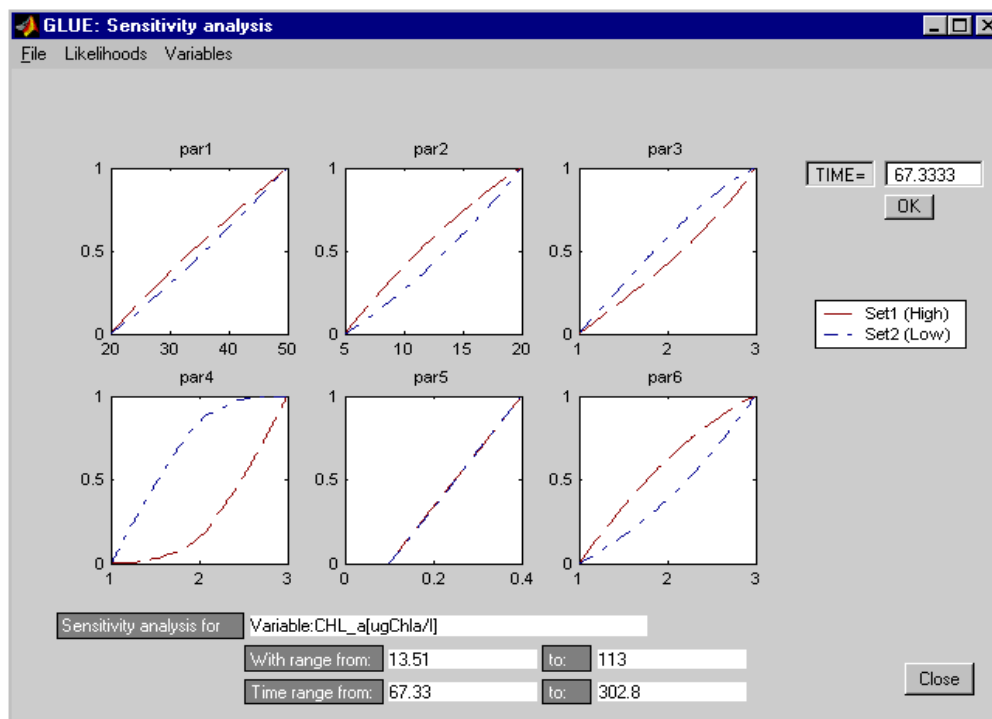 GLUE: Sensitivity analysis
File Likelihoods Variables
par1 par2 par3
1 1 1
0.5 0.5 0.5
0 0 0
20 30 40 50 5 10 15 20 1 2 3
TIME= 67.3333
OK
Set1 (High)
Set2 (Low)
par4 par5 par6
1 1 1
0.5 0.5 0.5
0 0 0
1 2 3 0 0.2 0.4 1 2 3
Sensitivity analysis for Variable:CHL_a[ugChla/l]
With range from: 13.51 to: 113
Time range from: 67.33 to: 302.8
Close